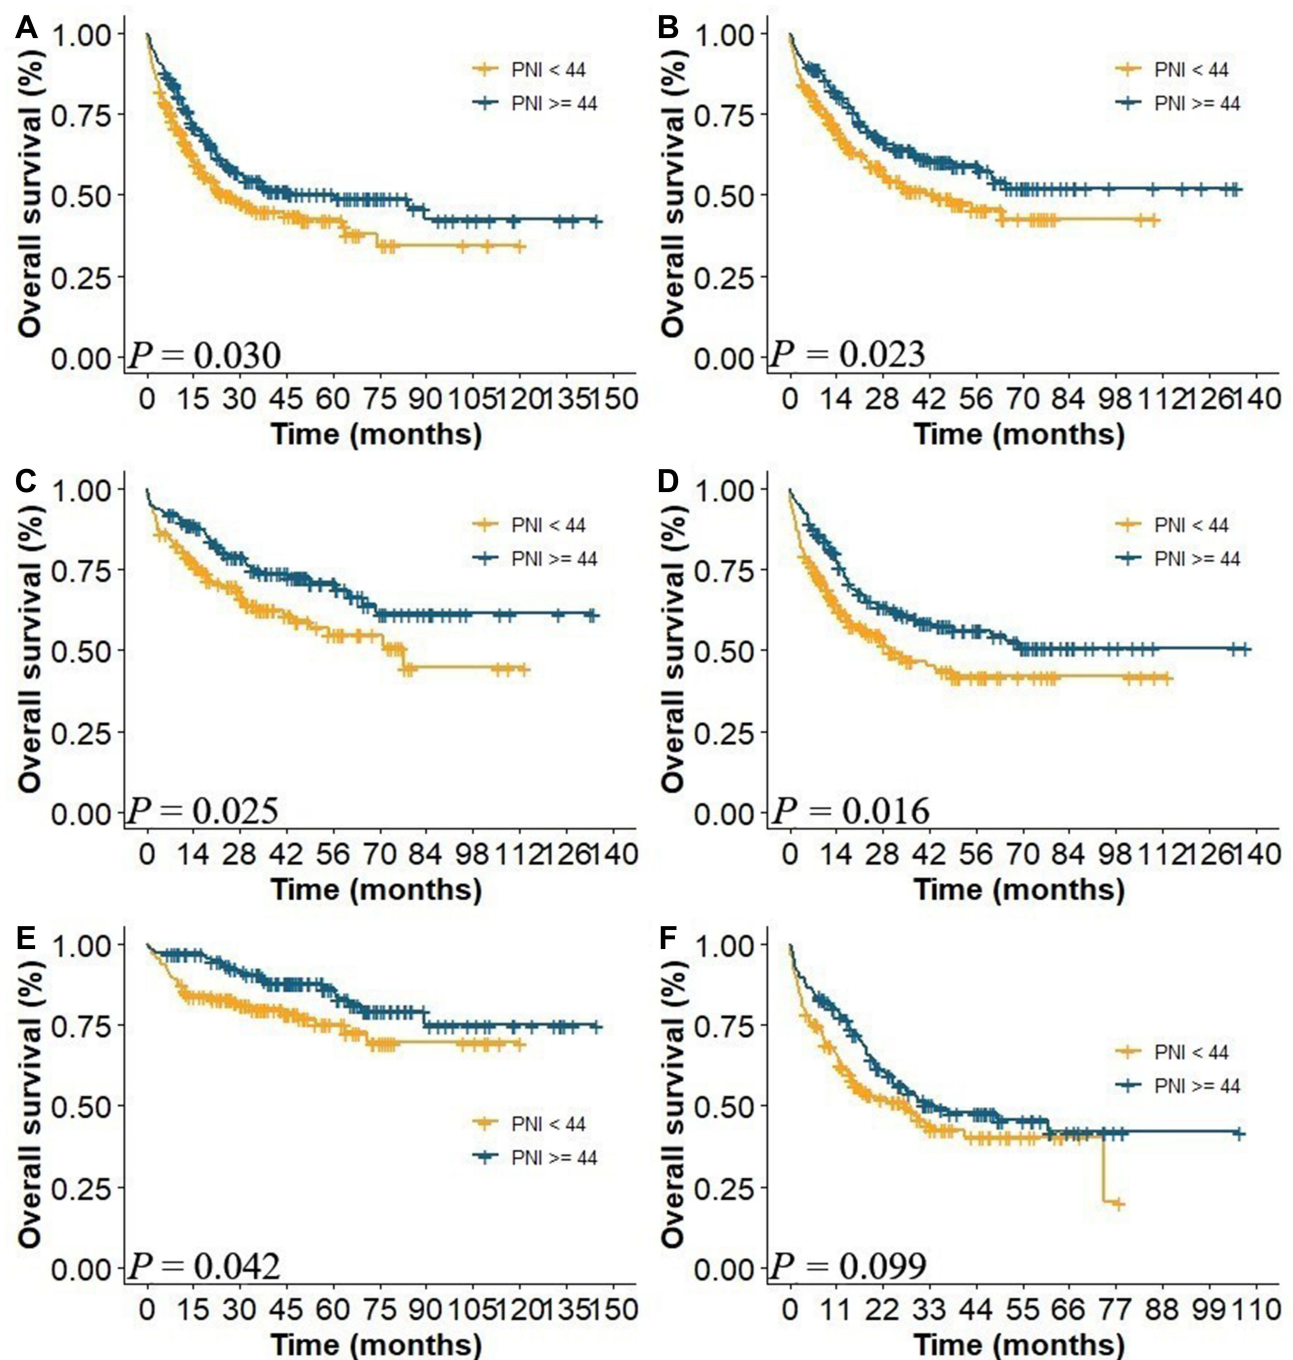 A
Overall survival (%)
1.00
0.75
0.50
0.25
0.00
PNI < 44
PNI >= 44
P = 0.030
0 15 30 45 60 75 90 105 120 135 150
Time (months)
B
Overall survival (%)
1.00
0.75
0.50
0.25
0.00
PNI < 44
PNI >= 44
P = 0.023
0 14 28 42 56 70 84 98 112 126 140
Time (months)
C
Overall survival (%)
1.00
0.75
0.50
0.25
0.00
PNI < 44
PNI >= 44
P = 0.025
0 14 28 42 56 70 84 98 112 126 140
Time (months)
D
Overall survival (%)
1.00
0.75
0.50
0.25
0.00
PNI < 44
PNI >= 44
P = 0.016
0 14 28 42 56 70 84 98 112 126 140
Time (months)
E
Overall survival (%)
1.00
0.75
0.50
0.25
0.00
PNI < 44
PNI >= 44
P = 0.042
0 15 30 45 60 75 90 105 120 135 150
Time (months)
F
Overall survival (%)
1.00
0.75
0.50
0.25
0.00
PNI < 44
PNI >= 44
P = 0.099
0 11 22 33 44 55 66 77 88 99 110
Time (months)